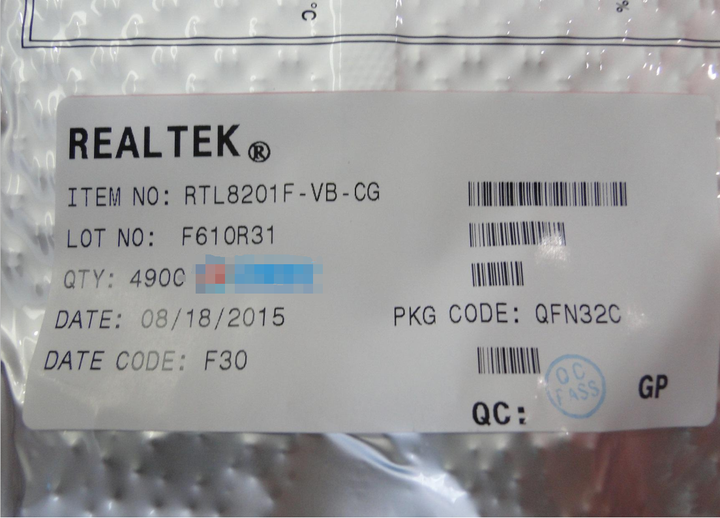 °C
%
REALTEK®
ITEM NO: RTL8201F-VB-CG
LOT NO: F610R31
QTY: 4900
DATE: 08/18/2015 PKG CODE: QFN32C
DATE CODE: F30
QC PASS
QC: GP